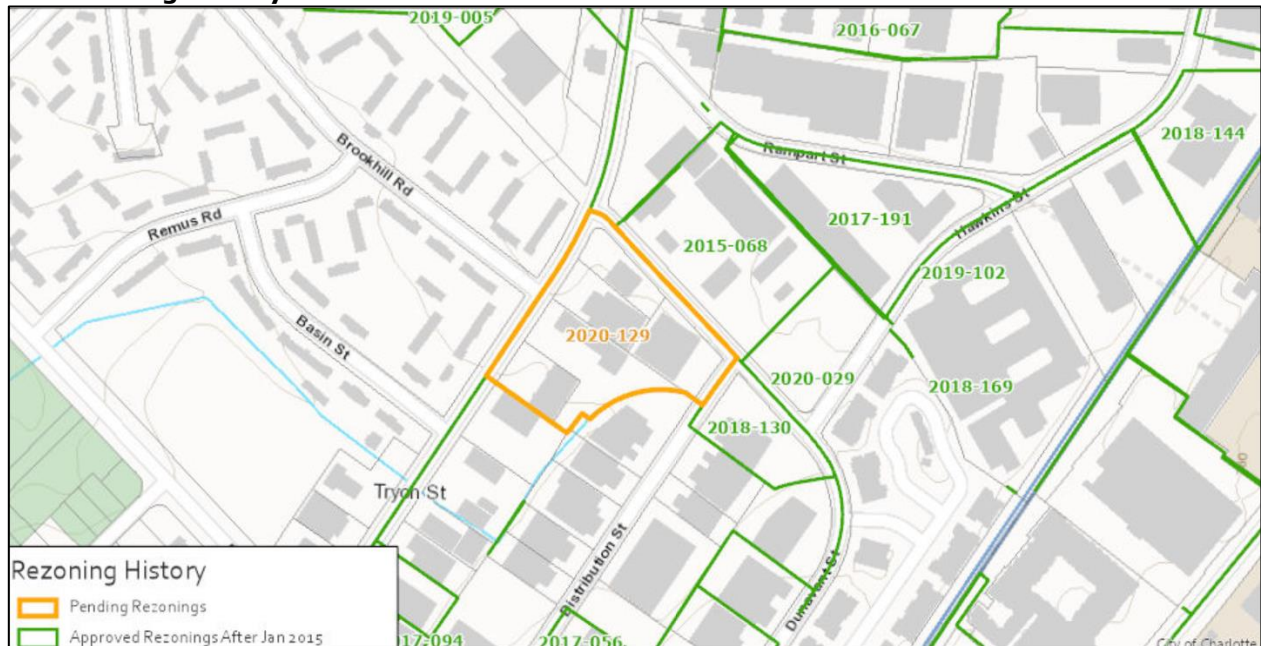 2019-005
2016-067
2018-144
Rampart St
Brookhill Rd
Remus Rd
Hawkins St
2017-191
2015-068
2019-102
Basin St
2020-129
2020-029
2018-169
2018-130
Tryon St
Distribution St
Dunavant St
Rezoning History
Pending Rezonings
Approved Rezonings After Jan 2015
017-094
2017-056
City of Charlotte